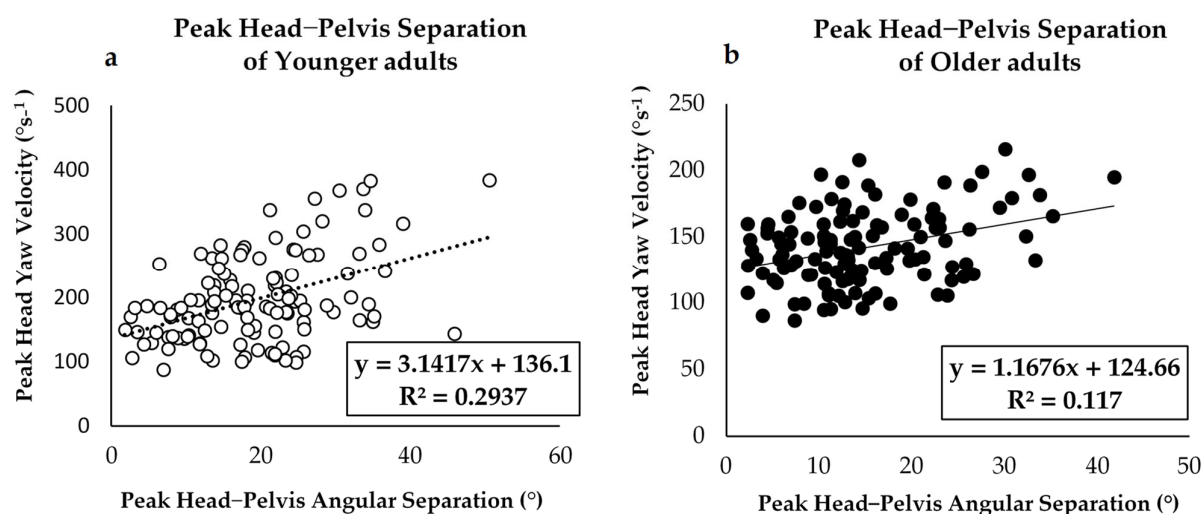 Peak Head–Pelvis Separation
of Younger adults
a
Peak Head Yaw Velocity (°s⁻¹)
500
400
300
200
100
0
0 20 40 60
y = 3.1417x + 136.1
R² = 0.2937
Peak Head–Pelvis Angular Separation (°)
Peak Head–Pelvis Separation
of Older adults
b
Peak Head Yaw Velocity (°s⁻¹)
250
200
150
100
50
0
0 10 20 30 40 50
y = 1.1676x + 124.66
R² = 0.117
Peak Head–Pelvis Angular Separation (°)